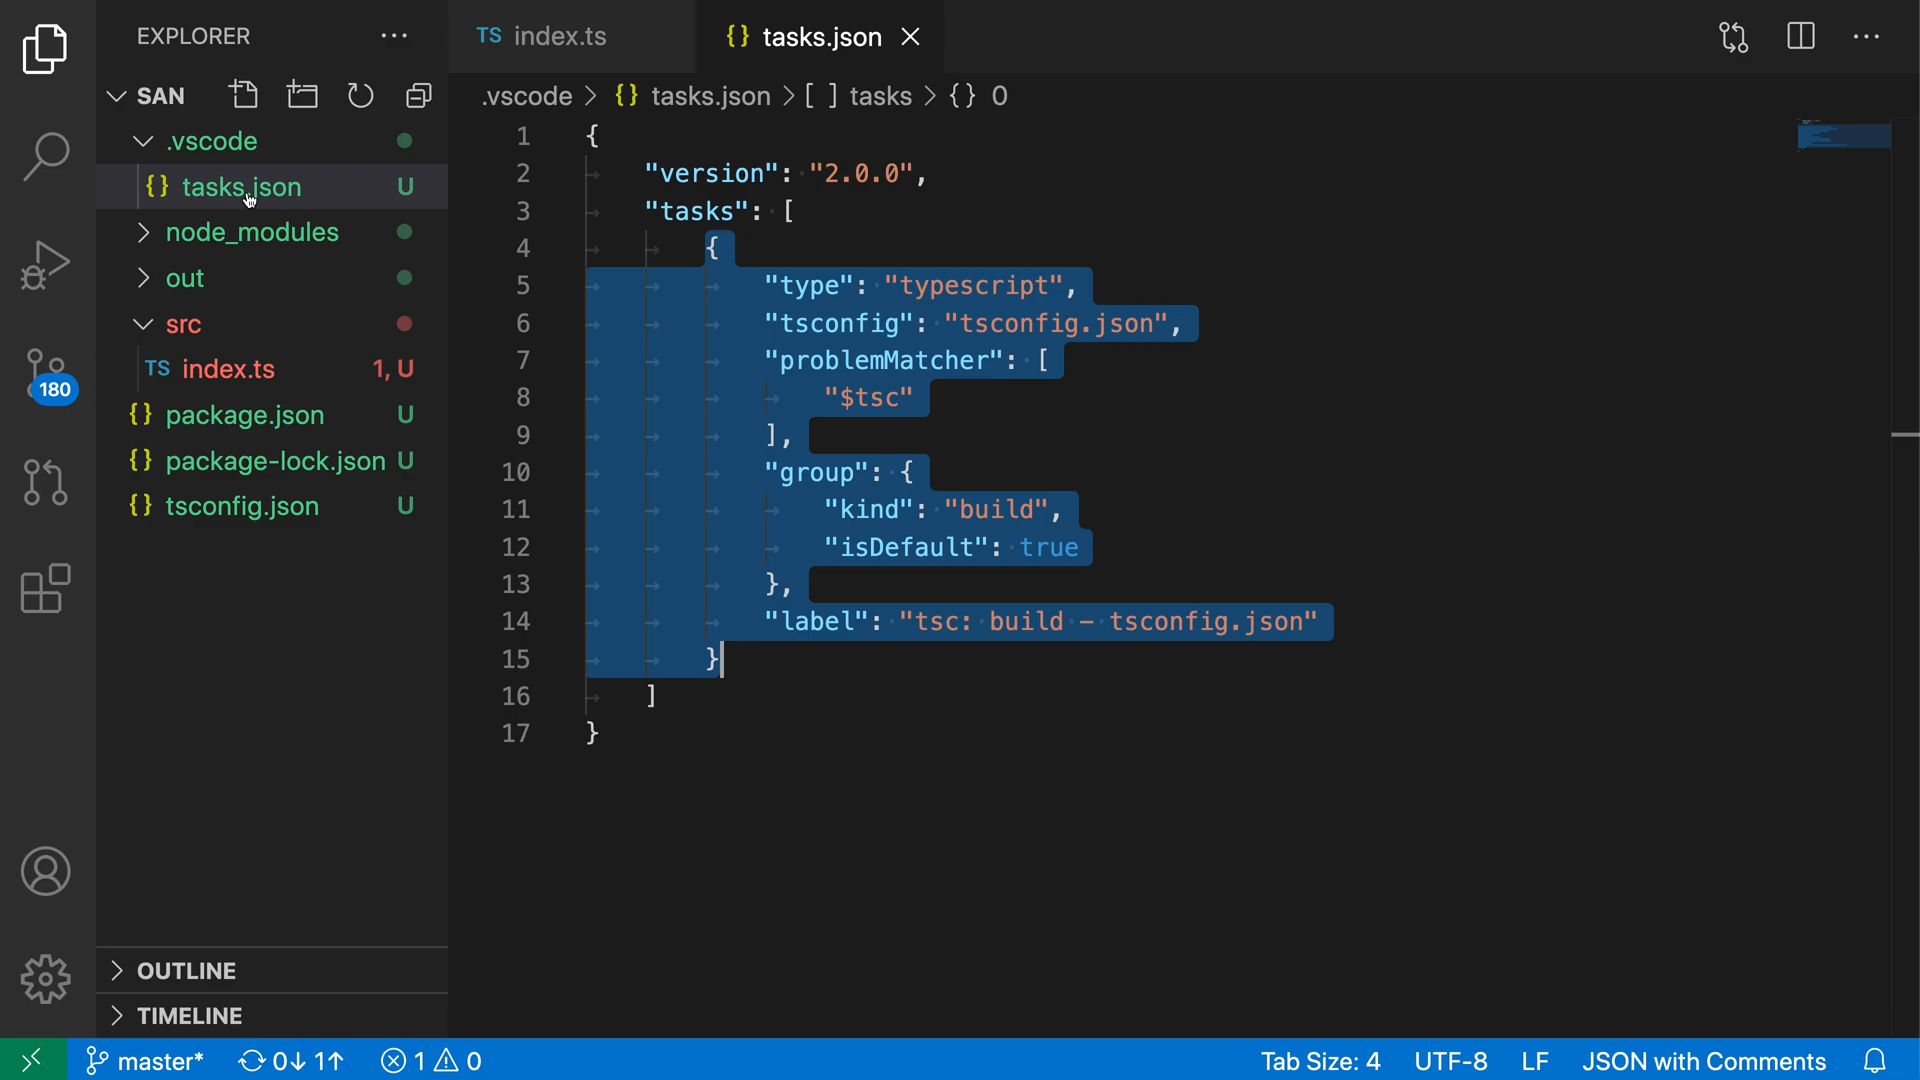 EXPLORER
SAN
.vscode
{} tasks.json U
node_modules
out
src
TS index.ts 1, U
{} package.json U
{} package-lock.json U
{} tsconfig.json U
OUTLINE
TIMELINE
180
TS index.ts
{} tasks.json
.vscode > {} tasks.json > [ ] tasks > {} 0
1 {
2 "version": "2.0.0",
3 "tasks": [
4 {
5 "type": "typescript",
6 "tsconfig": "tsconfig.json",
7 "problemMatcher": [
8 "$tsc"
9 ],
10 "group": {
11 "kind": "build",
12 "isDefault": true
13 },
14 "label": "tsc: build - tsconfig.json"
15 }
16 ]
17 }
master* 0↓ 1↑ 1 0 Tab Size: 4 UTF-8 LF JSON with Comments